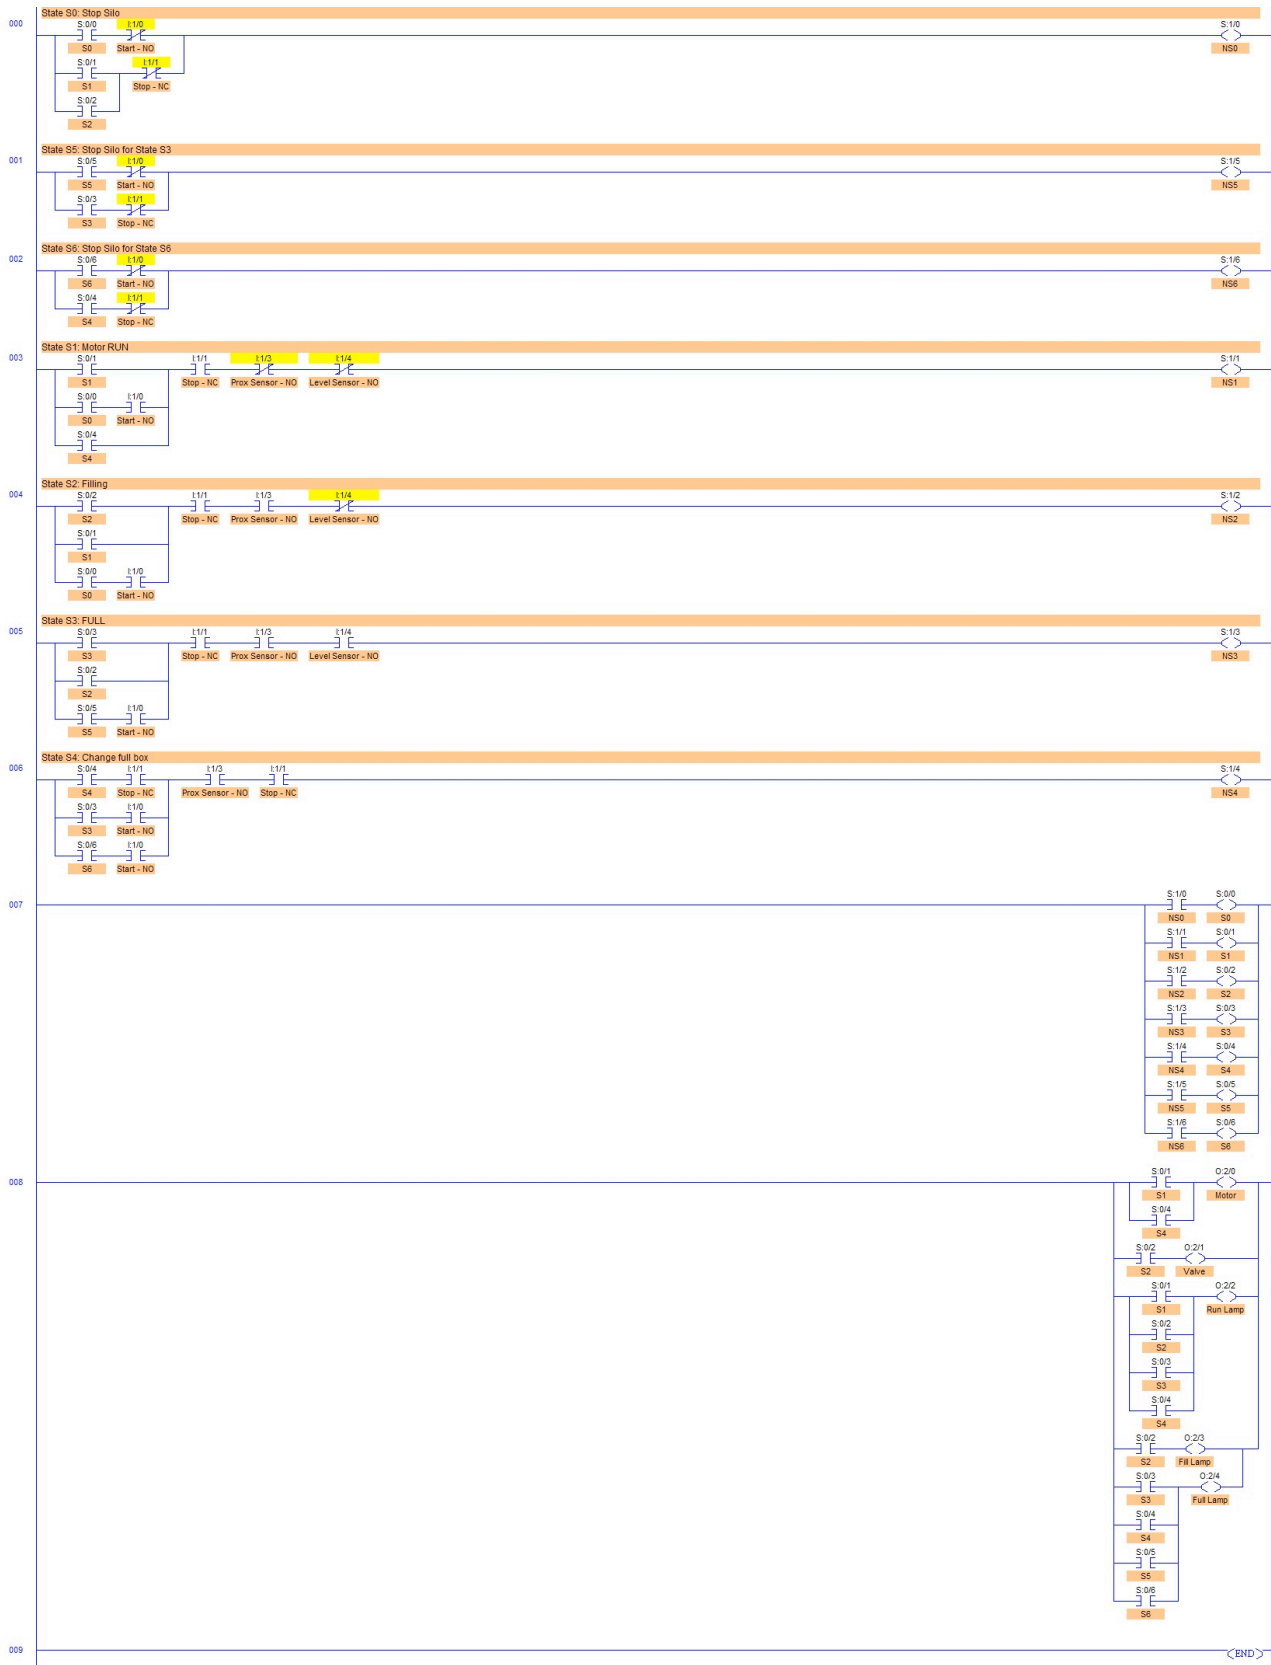 State S0: Stop Silo
000
S:0/0 I:1/0 S:1/0
S0 Start - NO NS0
S:0/1 I:1/1
S1 Stop - NC
S:0/2
S2
State S5: Stop Silo for State S3
001
S:0/5 I:1/0 S:1/5
S5 Start - NO NS5
S:0/3 I:1/1
S3 Stop - NC
State S6: Stop Silo for State S6
002
S:0/6 I:1/0 S:1/6
S6 Start - NO NS6
S:0/4 I:1/1
S4 Stop - NC
State S1: Motor RUN
003
S:0/1 I:1/1 I:1/3 I:1/4 S:1/1
S1 Stop - NC Prox Sensor - NO Level Sensor - NO NS1
S:0/0 I:1/0
S0 Start - NO
S:0/4
S4
State S2: Filling
004
S:0/2 I:1/1 I:1/3 I:1/4 S:1/2
S2 Stop - NC Prox Sensor - NO Level Sensor - NO NS2
S:0/1
S1
S:0/0 I:1/0
S0 Start - NO
State S3: FULL
005
S:0/3 I:1/1 I:1/3 I:1/4 S:1/3
S3 Stop - NC Prox Sensor - NO Level Sensor - NO NS3
S:0/2
S2
S:0/5 I:1/0
S5 Start - NO
State S4: Change full box
006
S:0/4 I:1/1 I:1/3 I:1/1 S:1/4
S4 Stop - NC Prox Sensor - NO Stop - NC NS4
S:0/3 I:1/0
S3 Start - NO
S:0/6 I:1/0
S6 Start - NO
007
S:1/0 S:0/0
NS0 S0
S:1/1 S:0/1
NS1 S1
S:1/2 S:0/2
NS2 S2
S:1/3 S:0/3
NS3 S3
S:1/4 S:0/4
NS4 S4
S:1/5 S:0/5
NS5 S5
S:1/6 S:0/6
NS6 S6
008
S:0/1 O:2/0
S1 Motor
S:0/4
S4
S:0/2 O:2/1
S2 Valve
S:0/1 O:2/2
S1 Run Lamp
S:0/2
S2
S:0/3
S3
S:0/4
S4
S:0/2 O:2/3
S2 Fill Lamp
S:0/3 O:2/4
S3 Full Lamp
S:0/4
S4
S:0/5
S5
S:0/6
S6
009
END